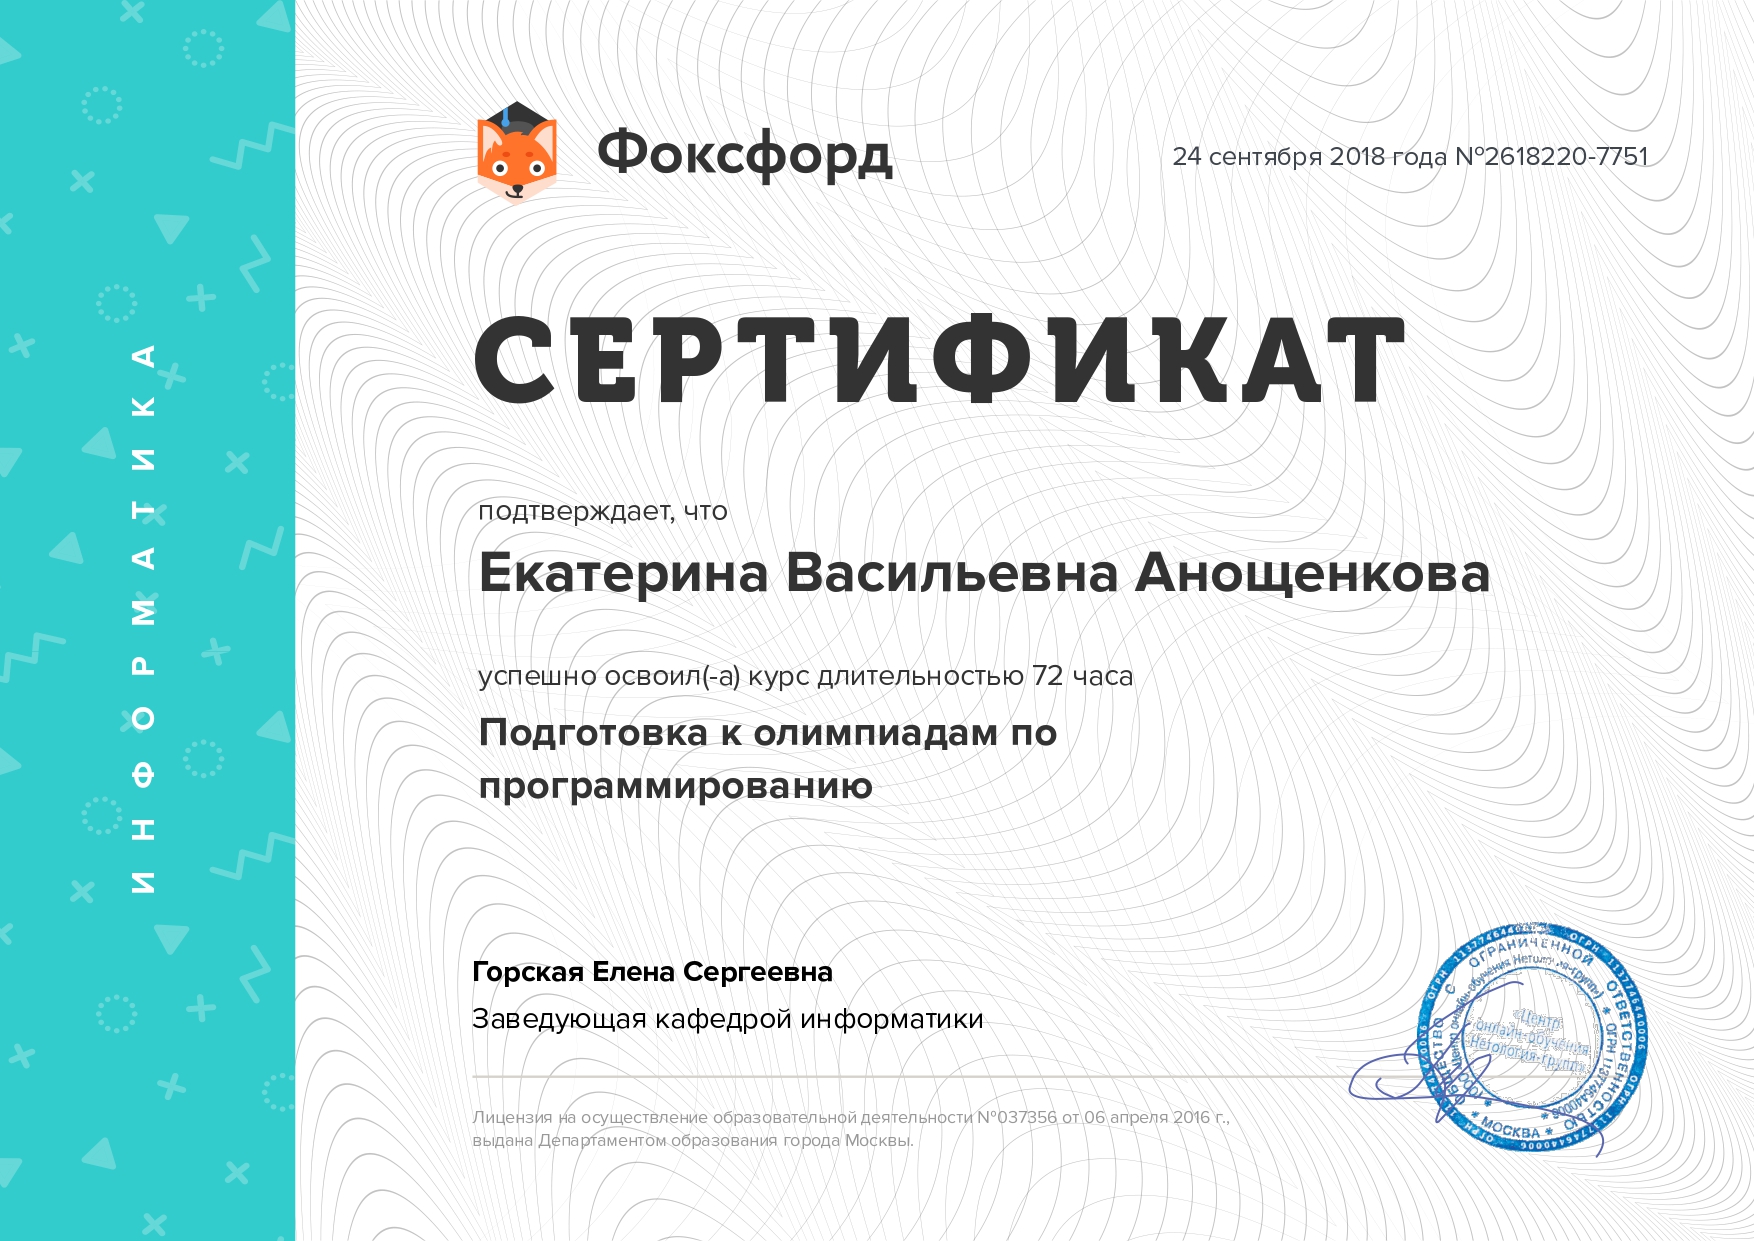 Фоксфорд
24 сентября 2018 года №2618220-7751
СЕРТИФИКАТ
подтверждает, что
Екатерина Васильевна Анощенкова
успешно освоил(-а) курс длительностью 72 часа
Подготовка к олимпиадам по
программированию
ИНФОРМАТИКА
Горская Елена Сергеевна
Заведующая кафедрой информатики
Лицензия на осуществление образовательной деятельности №037356 от 06 апреля 2016 г.,
выдана Департаментом образования города Москвы.
ОБЩЕСТВО С ОГРАНИЧЕННОЙ ОТВЕТСТВЕННОСТЬЮ
* МОСКВА *
ОГРН 1137746440006
«Центр
онлайн-обучения
Нетология-групп»